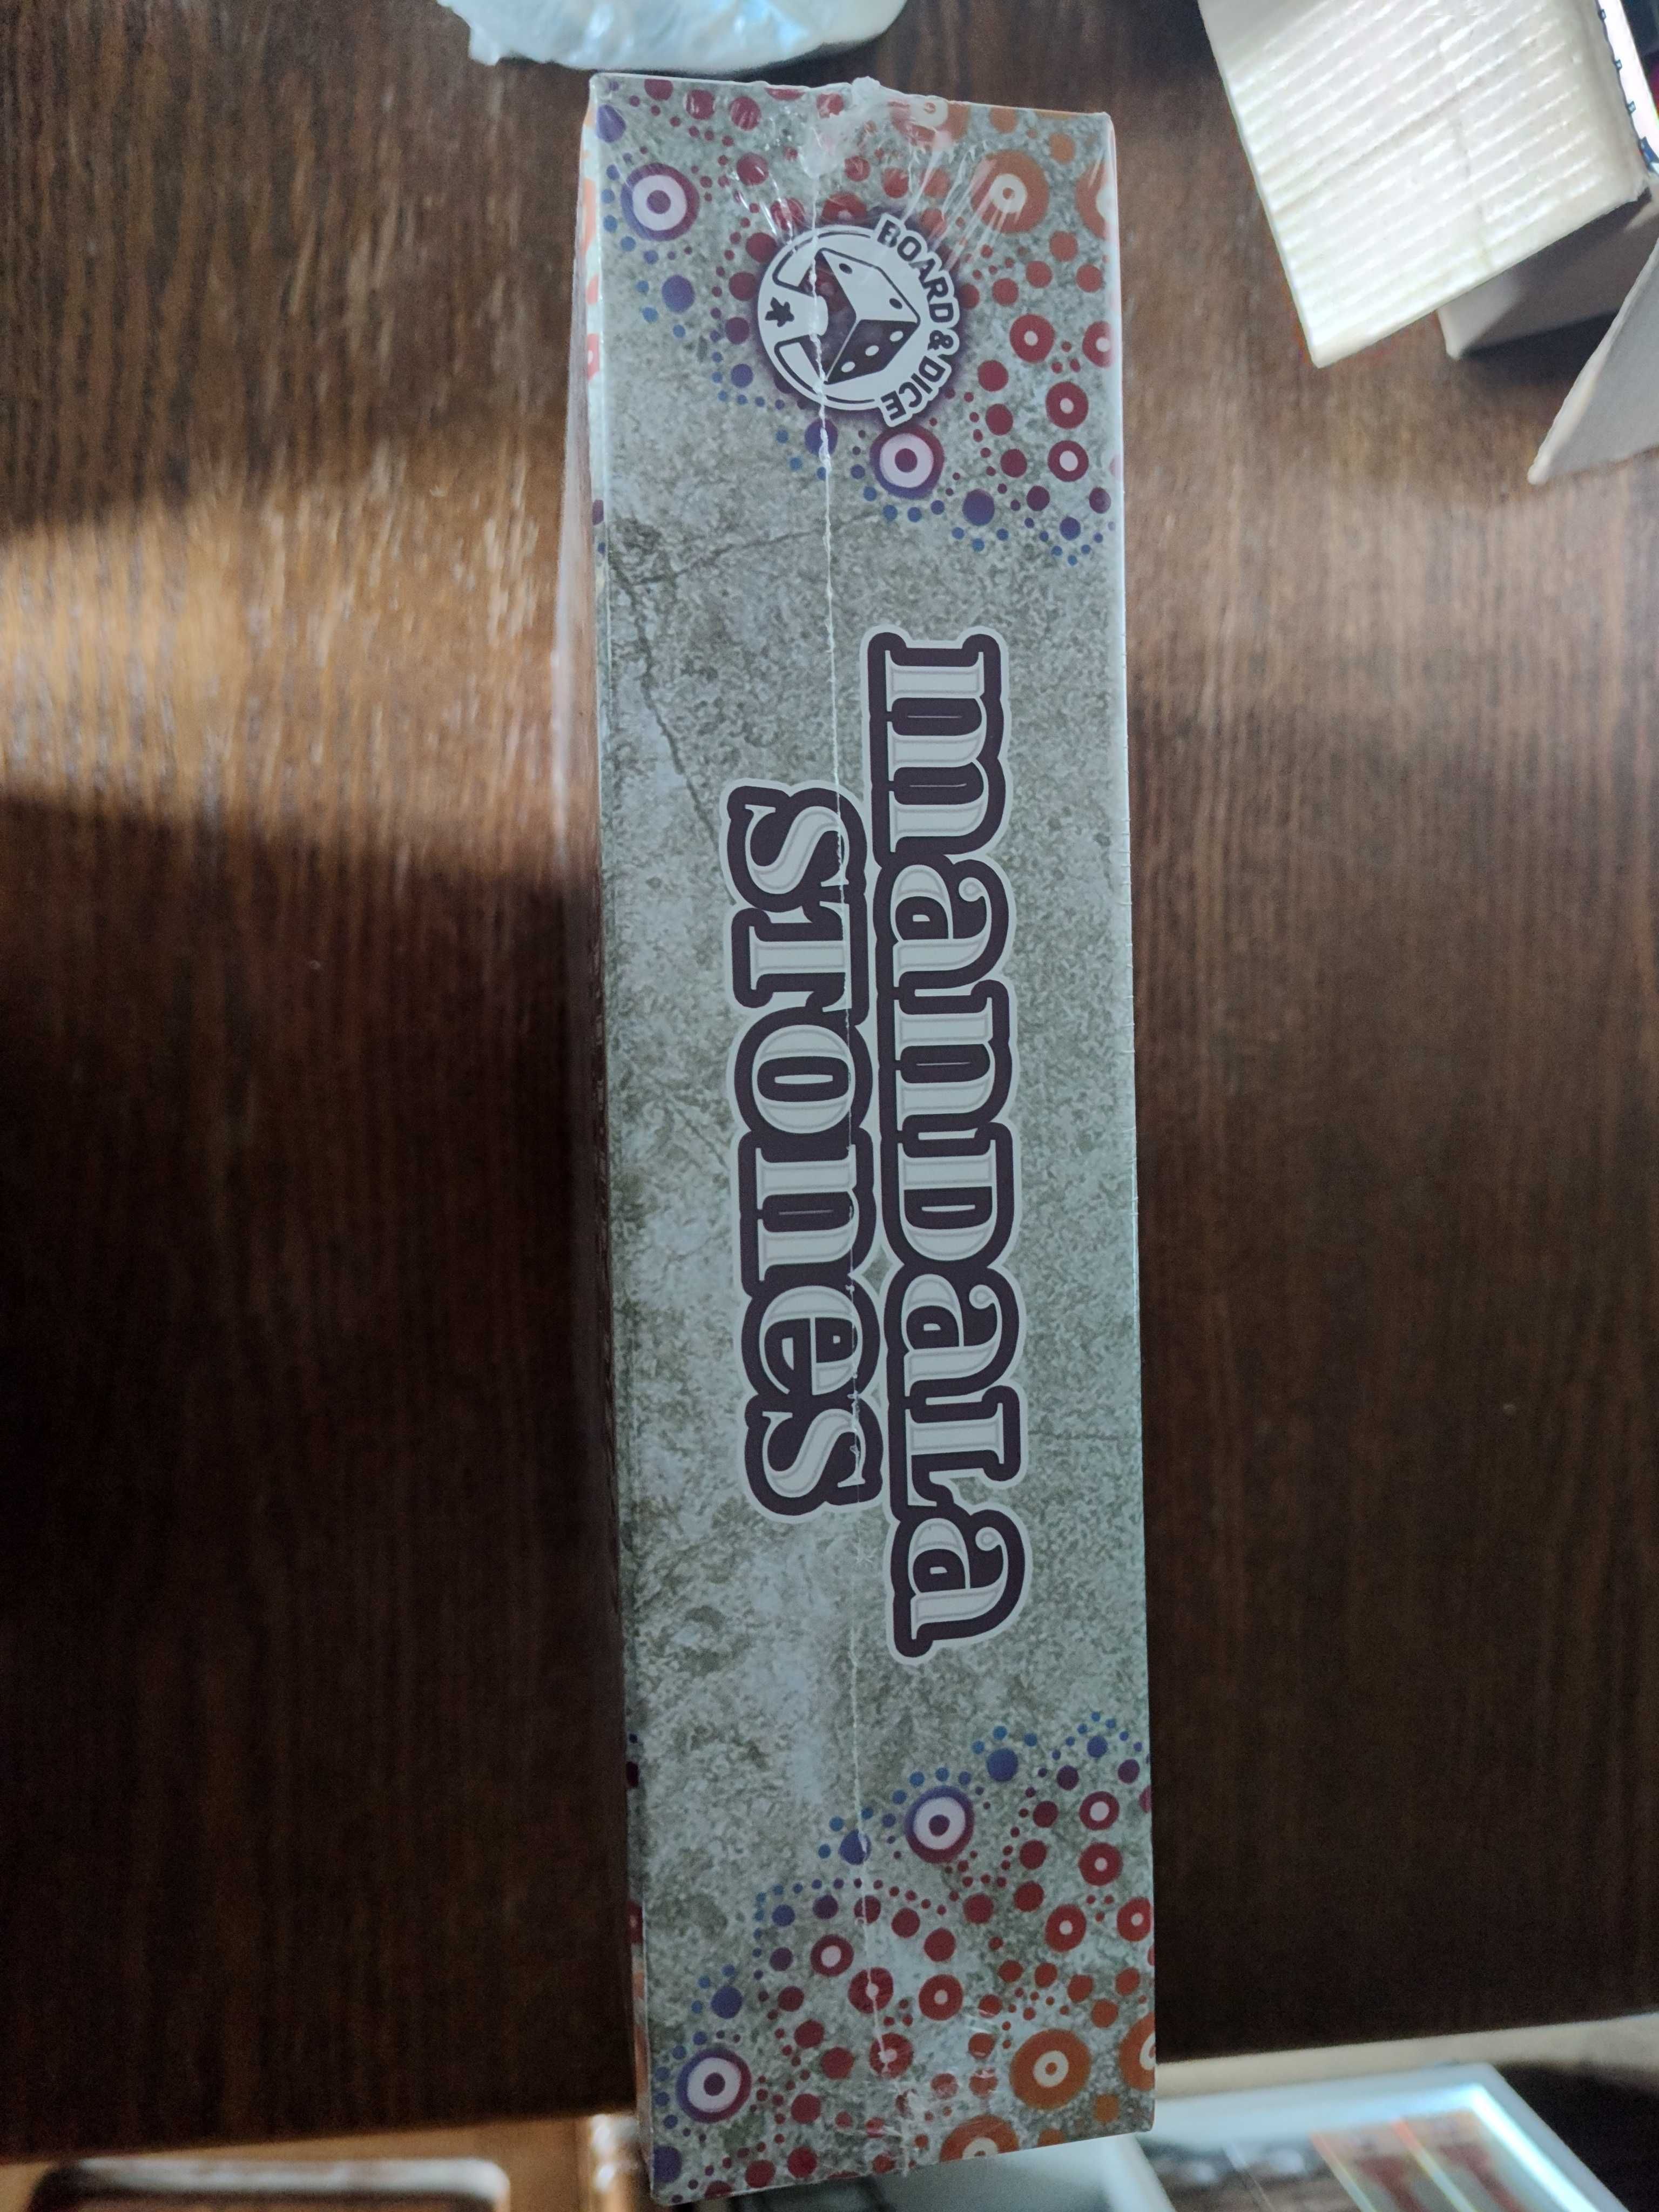 BOARD & DICE
manDaLa
STOnes